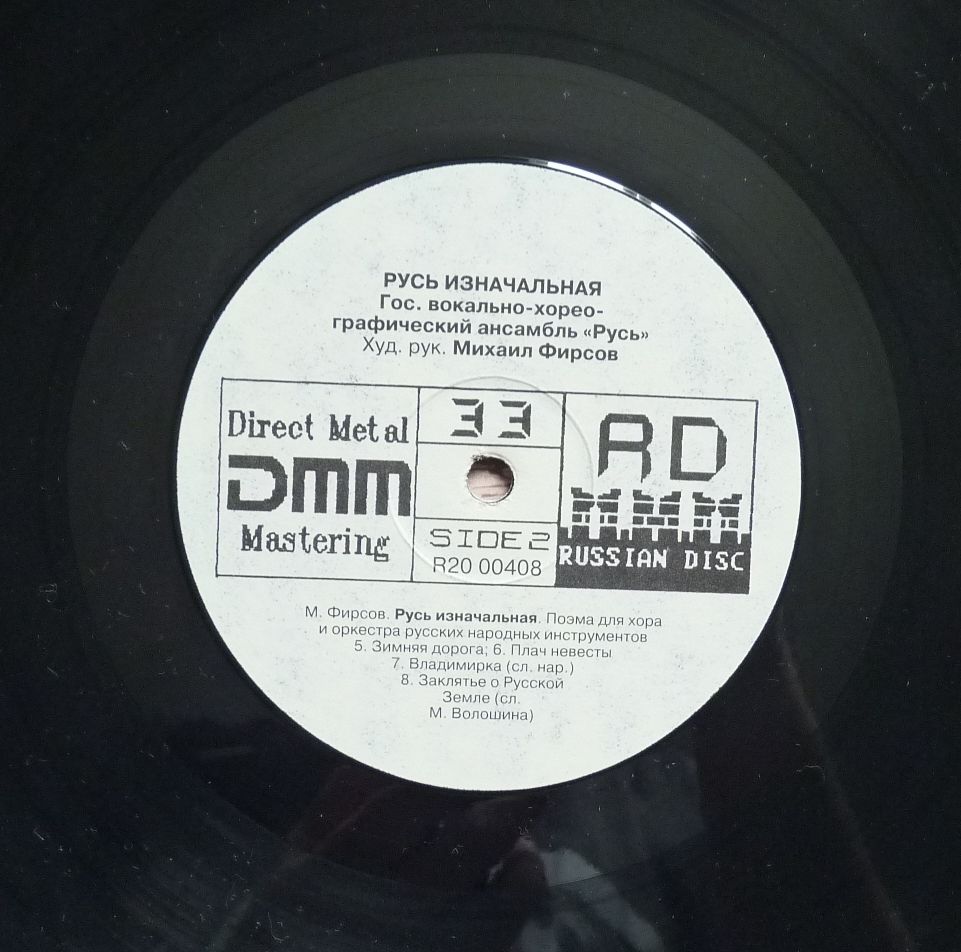 РУСЬ ИЗНАЧАЛЬНАЯ
Гос. вокально-хорео-
графический ансамбль «Русь»
Худ. рук. Михаил Фирсов
Direct Metal
DMM
Mastering
33
SIDE 2
R20 00408
RD
RUSSIAN DISC
М. Фирсов. Русь изначальная. Поэма для хора
и оркестра русских народных инструментов
5. Зимняя дорога; 6. Плач невесты
7. Владимирка (сл. нар.)
8. Заклятье о Русской
Земле (сл.
М. Волошина)